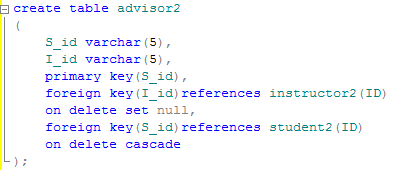 create table advisor2
(
    S_id varchar(5),
    I_id varchar(5),
    primary key(S_id),
    foreign key(I_id)references instructor2(ID)
    on delete set null,
    foreign key(S_id)references student2(ID)
    on delete cascade
);